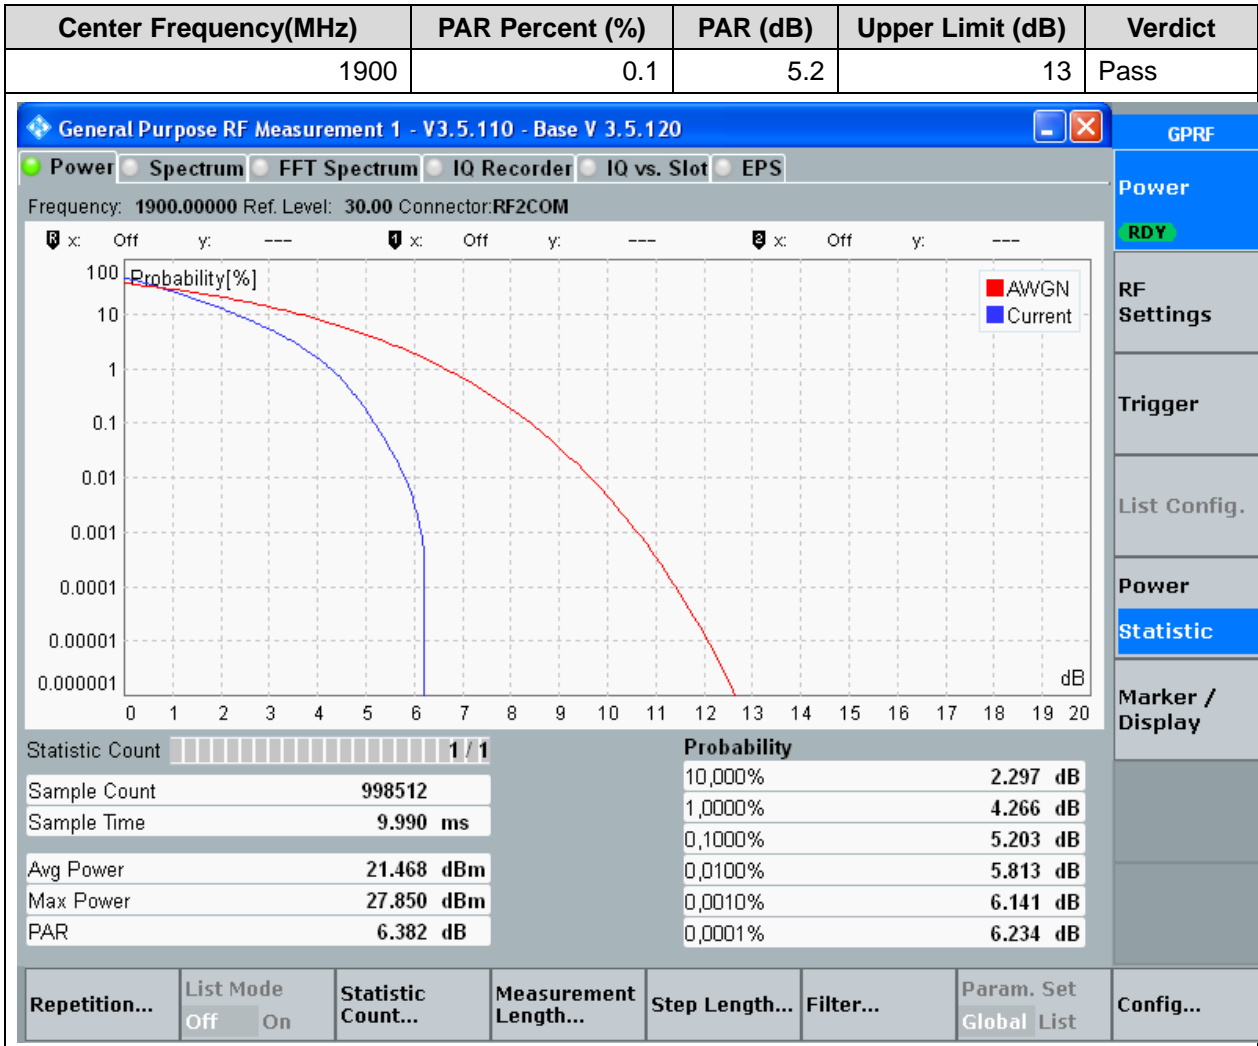 Center Frequency(MHz) PAR Percent (%) PAR (dB) Upper Limit (dB) Verdict
1900 0.1 5.2 13 Pass
General Purpose RF Measurement 1 - V3.5.110 - Base V 3.5.120
GPRF
Power Spectrum FFT Spectrum IQ Recorder IQ vs. Slot EPS
Frequency: 1900.00000 Ref. Level: 30.00 Connector:RF2COM
R x: Off y: --- 1 x: Off y: --- 2 x: Off y: ---
Probability[%]
AWGN
Current
100
10
1
0.1
0.01
0.001
0.0001
0.00001
0.000001
dB
0 1 2 3 4 5 6 7 8 9 10 11 12 13 14 15 16 17 18 19 20
Statistic Count 1 / 1
Sample Count 998512
Sample Time 9.990 ms
Avg Power 21.468 dBm
Max Power 27.850 dBm
PAR 6.382 dB
Probability
10,000% 2.297 dB
1,0000% 4.266 dB
0,1000% 5.203 dB
0,0100% 5.813 dB
0,0010% 6.141 dB
0,0001% 6.234 dB
Power
RDY
RF
Settings
Trigger
List Config.
Power
Statistic
Marker /
Display
Repetition...
List Mode
Off On
Statistic
Count...
Measurement
Length...
Step Length...
Filter...
Param. Set
Global List
Config...